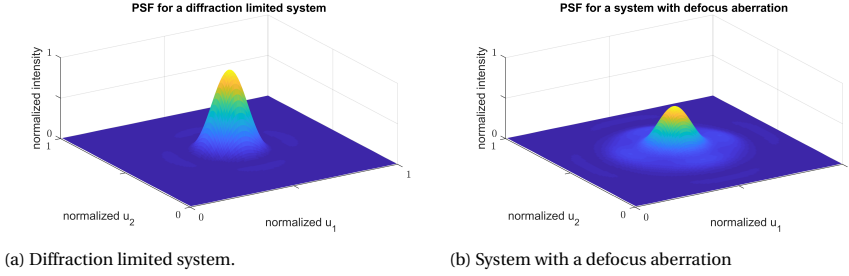 PSF for a diffraction limited system
1
normalized intensity
0
1
normalized u2
0
0
normalized u1
1
(a) Diffraction limited system.
PSF for a system with defocus aberration
1
normalized intensity
0
1
normalized u2
0
0
normalized u1
(b) System with a defocus aberration